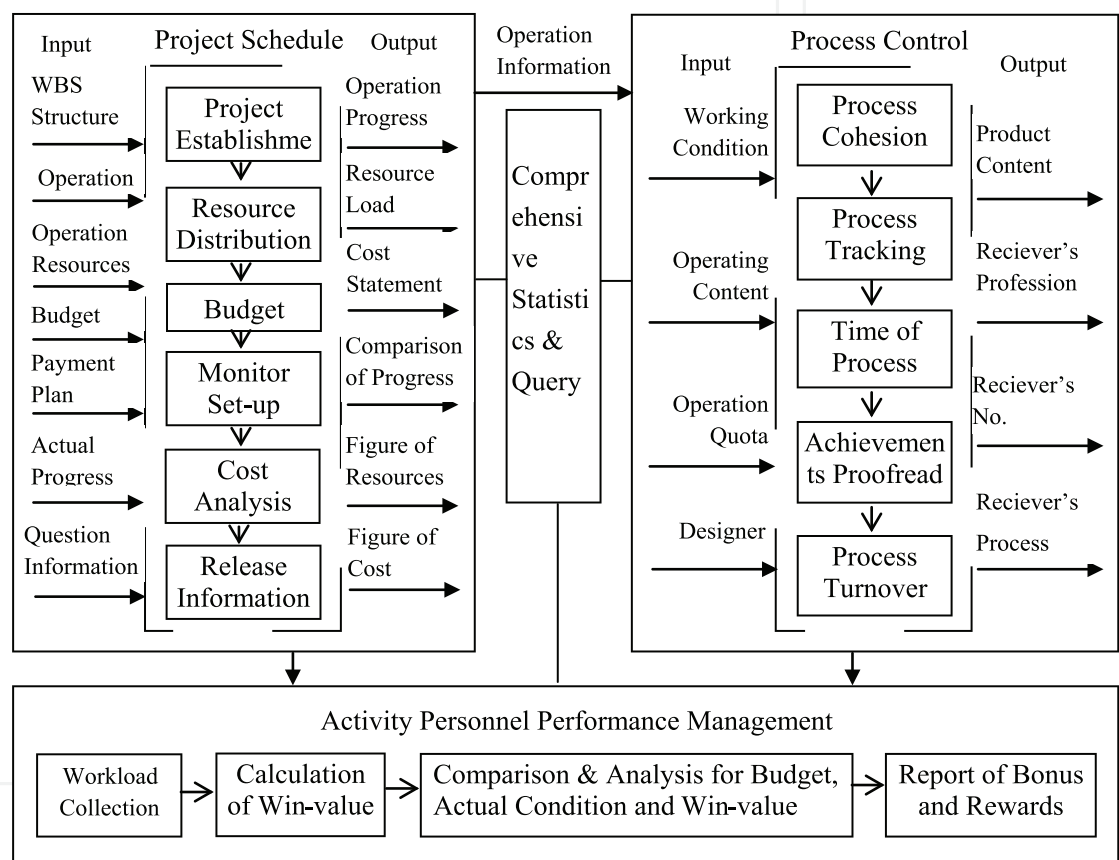 Project Schedule
Input
Output
WBS
Structure
Operation
Operation
Resources
Budget
Payment
Plan
Actual
Progress
Question
Information
Project
Establishme
Resource
Distribution
Budget
Monitor
Set-up
Cost
Analysis
Release
Information
Operation
Progress
Resource
Load
Cost
Statement
Comparison
of Progress
Figure of
Resources
Figure of
Cost
Operation
Information
Compr
ehensi
ve
Statisti
cs &
Query
Process Control
Input
Output
Working
Condition
Operating
Content
Operation
Quota
Designer
Process
Cohesion
Process
Tracking
Time of
Process
Achievemen
ts Proofread
Process
Turnover
Product
Content
Reciever's
Profession
Reciever's
No.
Reciever's
Process
Activity Personnel Performance Management
Workload
Collection
Calculation
of Win-value
Comparison & Analysis for Budget,
Actual Condition and Win-value
Report of Bonus
and Rewards